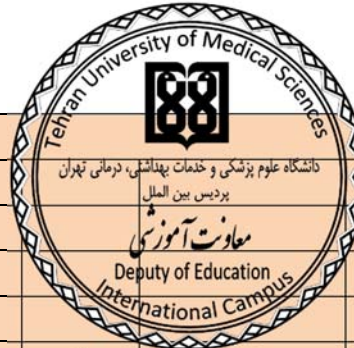 Tehran University of Medical Sciences
دانشگاه علوم پزشکی و خدمات بهداشتی، درمانی تهران
پردیس بین الملل
معاونت آموزشی
Deputy of Education
International Campus